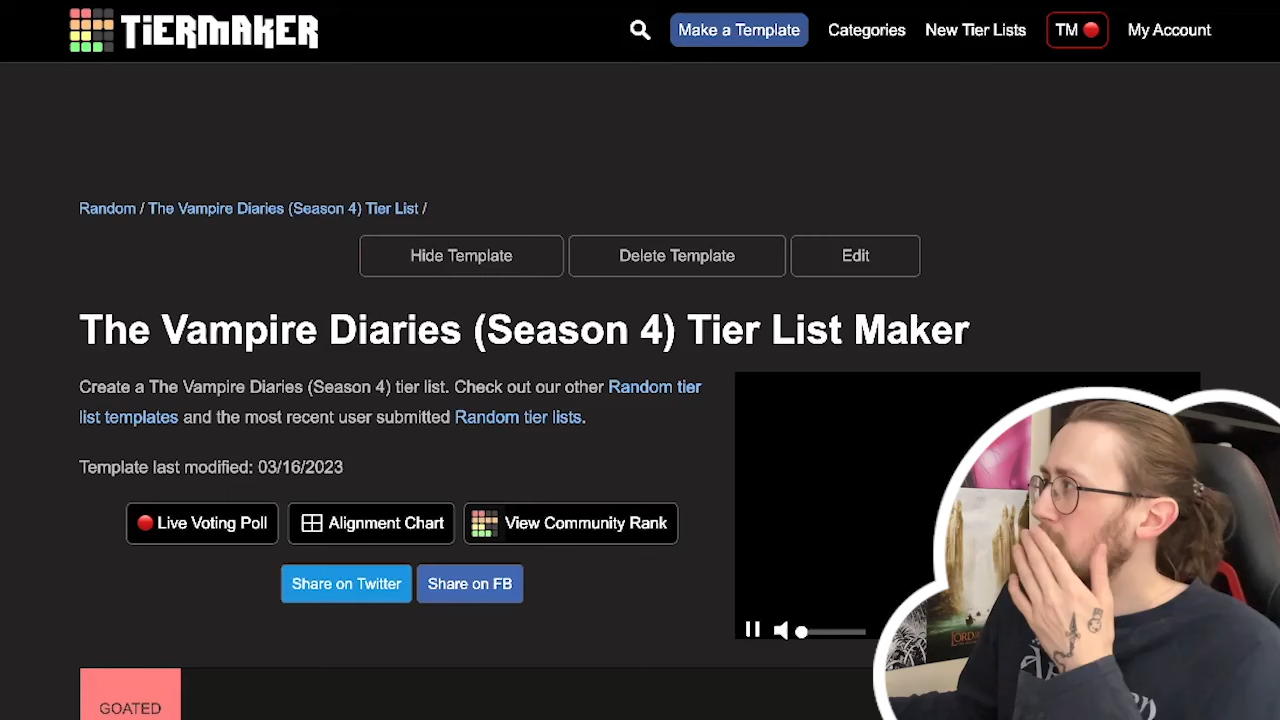 TiERMAKER
Make a Template
Categories
New Tier Lists
TM
My Account
Random / The Vampire Diaries (Season 4) Tier List /
Hide Template
Delete Template
Edit
The Vampire Diaries (Season 4) Tier List Maker
Create a The Vampire Diaries (Season 4) tier list. Check out our other Random tier
list templates and the most recent user submitted Random tier lists.
Template last modified: 03/16/2023
Live Voting Poll
Alignment Chart
View Community Rank
Share on Twitter
Share on FB
LORD
GOATED